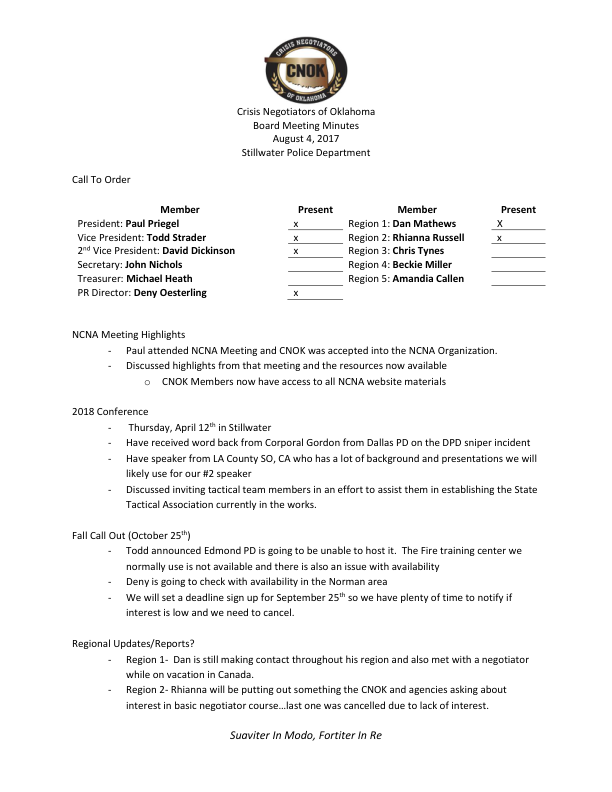 CRISIS NEGOTIATORS
CNOK
OF OKLAHOMA
Crisis Negotiators of Oklahoma
Board Meeting Minutes
August 4, 2017
Stillwater Police Department
Call To Order
Member Present Member Present
President: Paul Priegel x Region 1: Dan Mathews X
Vice President: Todd Strader x Region 2: Rhianna Russell x
2nd Vice President: David Dickinson x Region 3: Chris Tynes
Secretary: John Nichols Region 4: Beckie Miller
Treasurer: Michael Heath Region 5: Amandia Callen
PR Director: Deny Oesterling x
NCNA Meeting Highlights
- Paul attended NCNA Meeting and CNOK was accepted into the NCNA Organization.
- Discussed highlights from that meeting and the resources now available
o CNOK Members now have access to all NCNA website materials
2018 Conference
- Thursday, April 12th in Stillwater
- Have received word back from Corporal Gordon from Dallas PD on the DPD sniper incident
- Have speaker from LA County SO, CA who has a lot of background and presentations we will
likely use for our #2 speaker
- Discussed inviting tactical team members in an effort to assist them in establishing the State
Tactical Association currently in the works.
Fall Call Out (October 25th)
- Todd announced Edmond PD is going to be unable to host it. The Fire training center we
normally use is not available and there is also an issue with availability
- Deny is going to check with availability in the Norman area
- We will set a deadline sign up for September 25th so we have plenty of time to notify if
interest is low and we need to cancel.
Regional Updates/Reports?
- Region 1- Dan is still making contact throughout his region and also met with a negotiator
while on vacation in Canada.
- Region 2- Rhianna will be putting out something the CNOK and agencies asking about
interest in basic negotiator course…last one was cancelled due to lack of interest.
Suaviter In Modo, Fortiter In Re